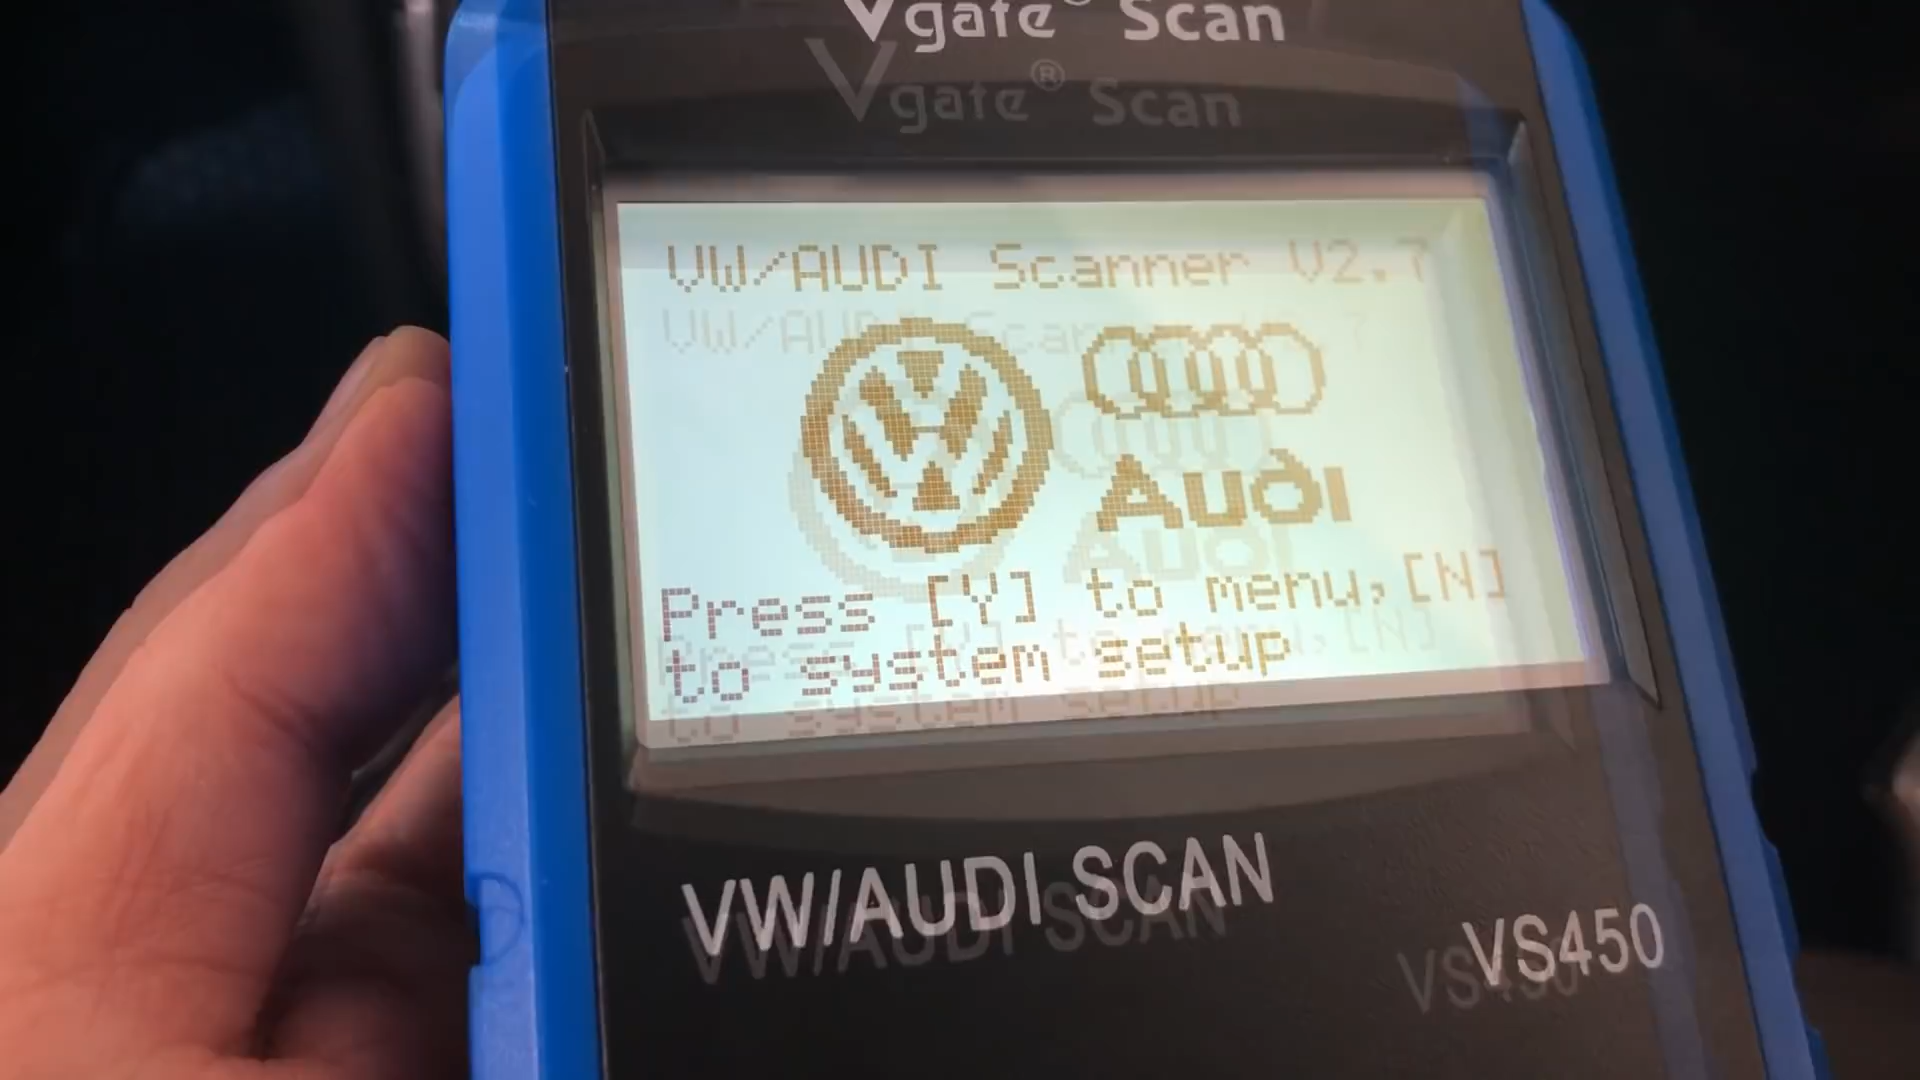 Vgate® Scan
VW/AUDI Scanner V2.7
Audi
Press [Y] to menu,[N]
to system setup
VW/AUDI SCAN
VS450